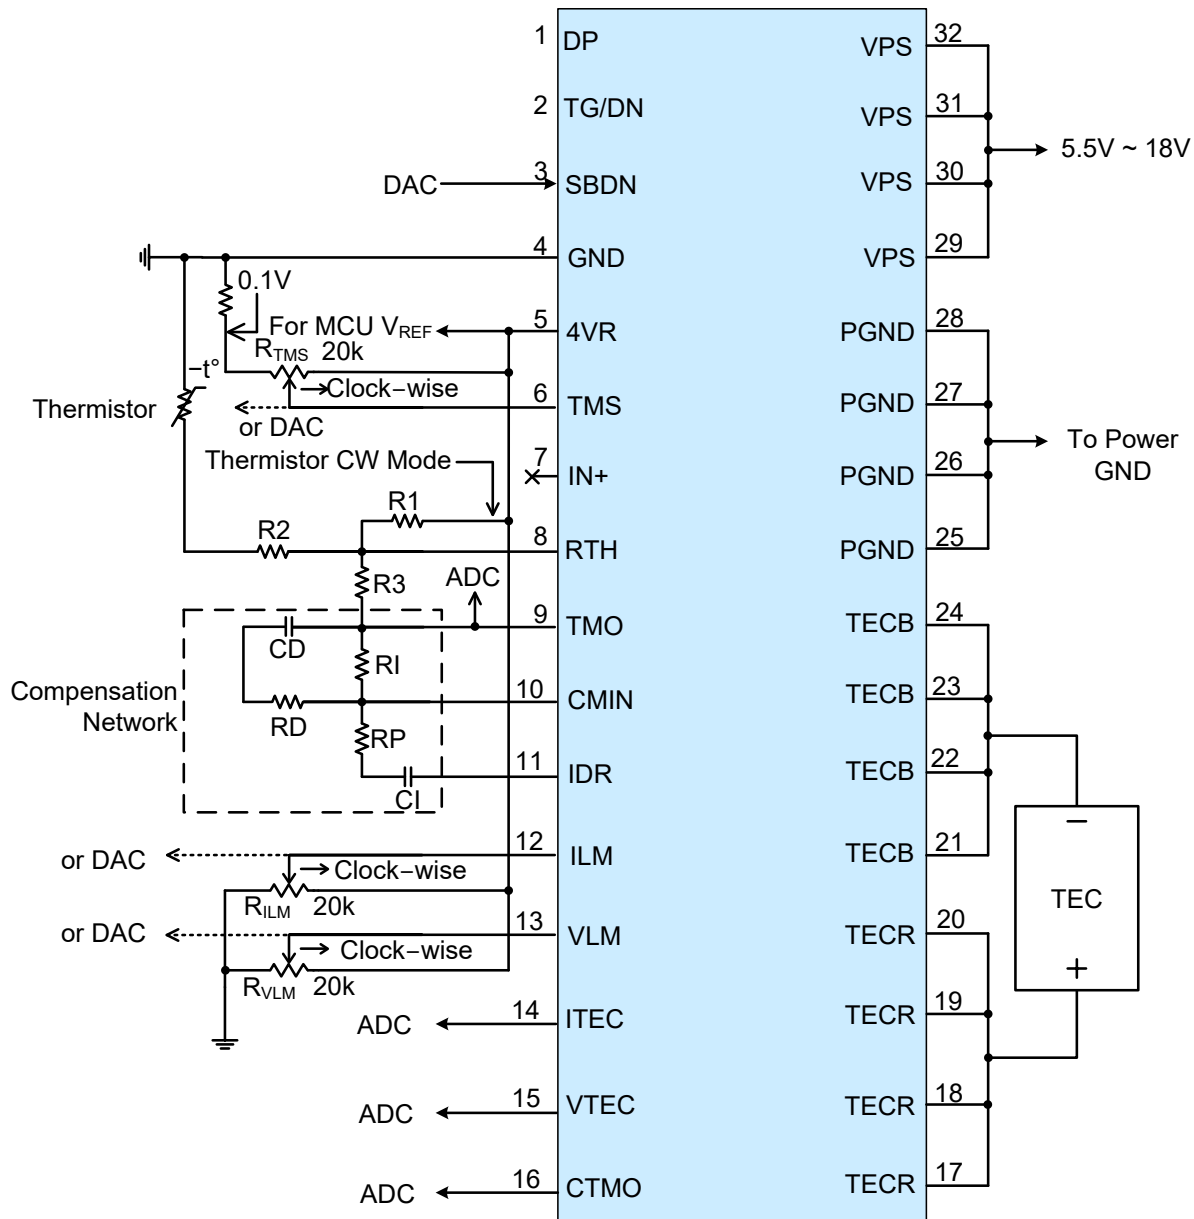 1 DP VPS 32
2 TG/DN VPS 31
5.5V ~ 18V
DAC 3 SBDN VPS 30
4 GND VPS 29
0.1V
For MCU VREF 5 4VR PGND 28
RTMS 20k
−t°
Clock−wise
Thermistor 6 TMS PGND 27
or DAC
To Power
GND
Thermistor CW Mode 7 IN+ PGND 26
R1
R2 8 RTH PGND 25
R3 ADC
9 TMO TECB 24
CD
RI
Compensation
Network
10 CMIN TECB 23
RD
RP
11 IDR TECB 22
CI
or DAC 12 ILM TECB 21
Clock−wise
RILM 20k
−
TEC
+
or DAC 13 VLM TECR 20
Clock−wise
RVLM 20k
ADC 14 ITEC TECR 19
ADC 15 VTEC TECR 18
ADC 16 CTMO TECR 17